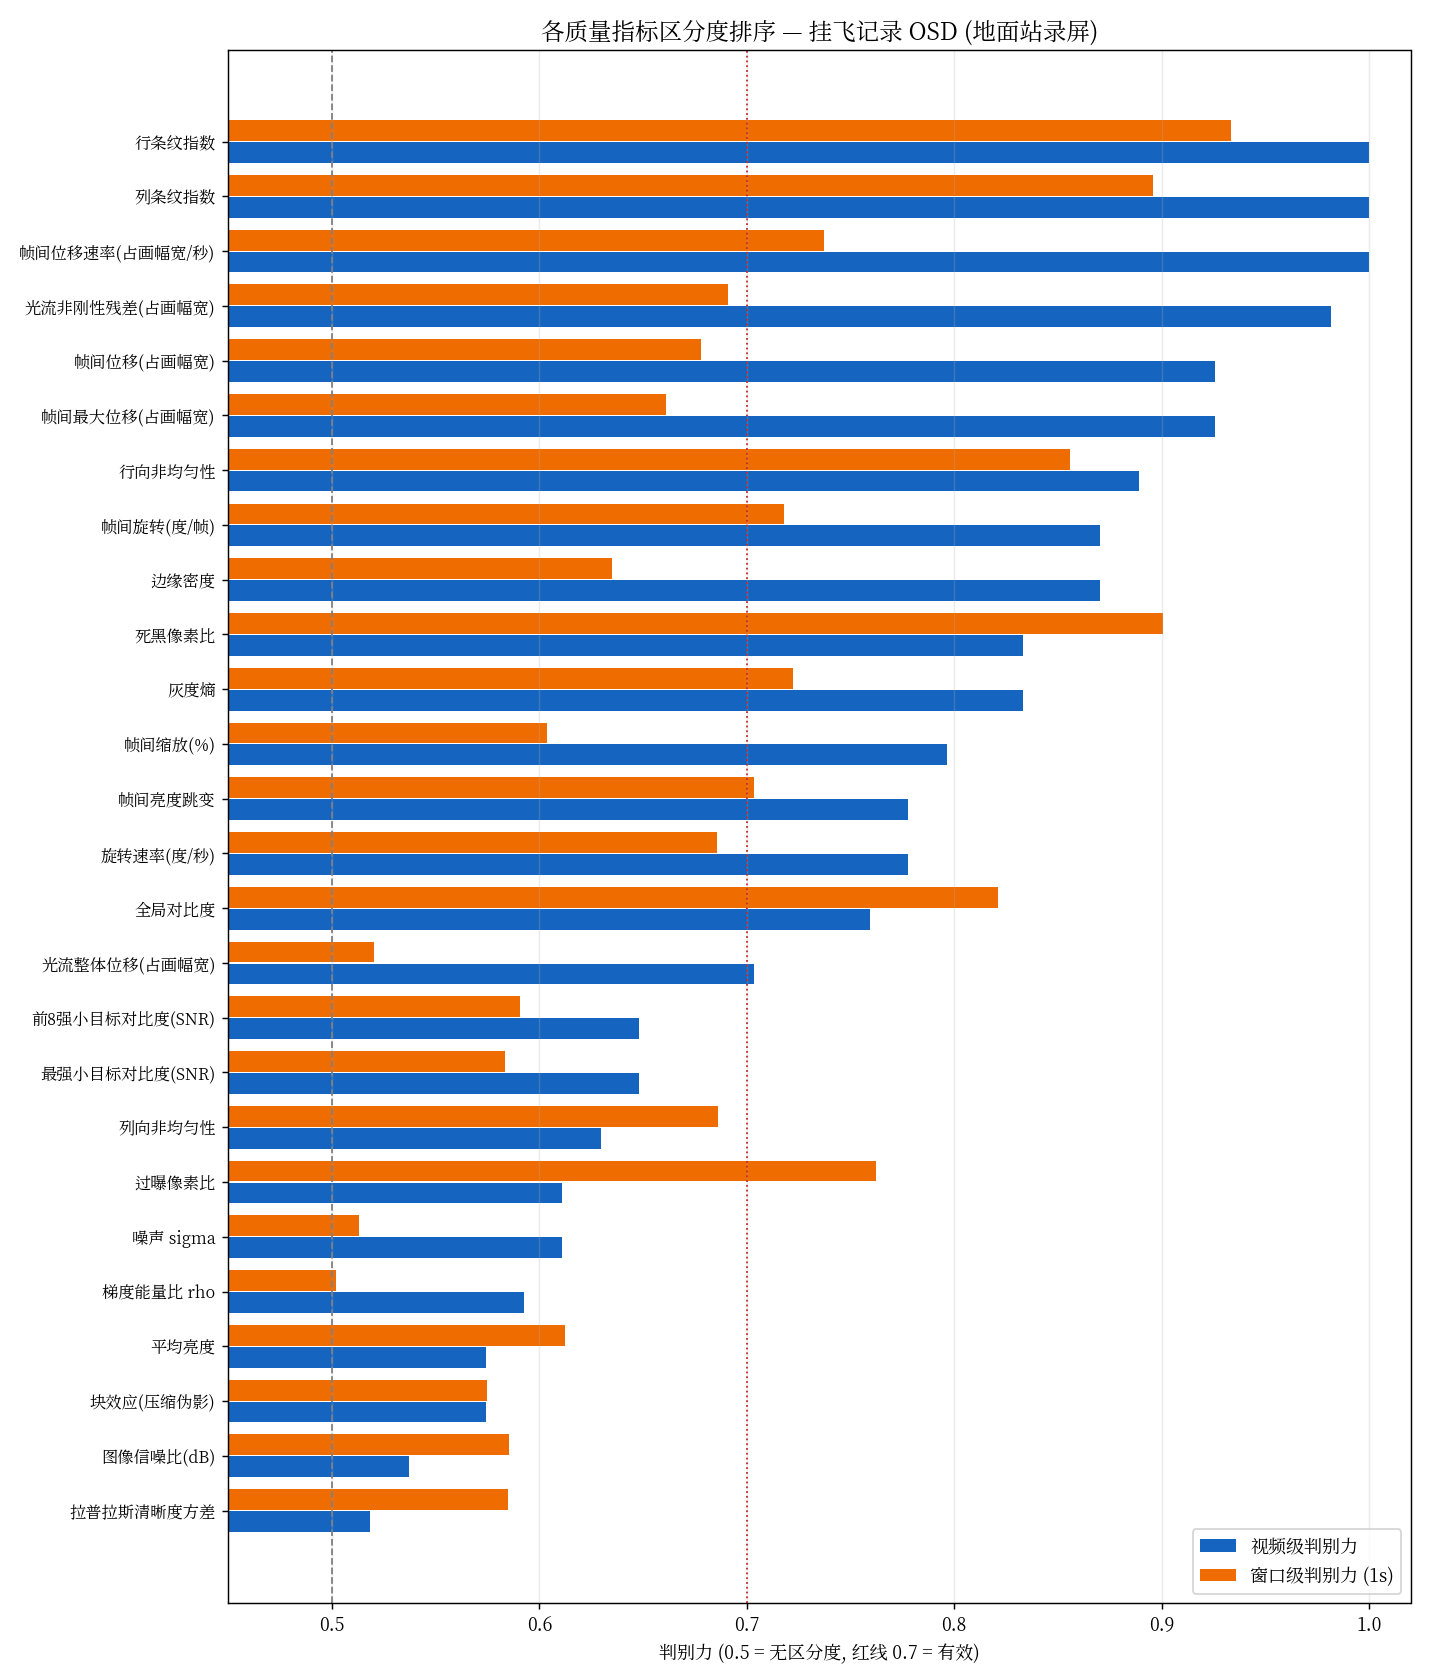 各质量指标区分度排序 — 挂飞记录 OSD (地面站录屏)
行条纹指数
列条纹指数
帧间位移速率(占画幅宽/秒)
光流非刚性残差(占画幅宽)
帧间位移(占画幅宽)
帧间最大位移(占画幅宽)
行向非均匀性
帧间旋转(度/帧)
边缘密度
死黑像素比
灰度熵
帧间缩放(%)
帧间亮度跳变
旋转速率(度/秒)
全局对比度
光流整体位移(占画幅宽)
前8强小目标对比度(SNR)
最强小目标对比度(SNR)
列向非均匀性
过曝像素比
噪声 sigma
梯度能量比 rho
平均亮度
块效应(压缩伪影)
图像信噪比(dB)
拉普拉斯清晰度方差
视频级判别力
窗口级判别力 (1s)
0.5 0.6 0.7 0.8 0.9 1.0
判别力 (0.5 = 无区分度, 红线 0.7 = 有效)